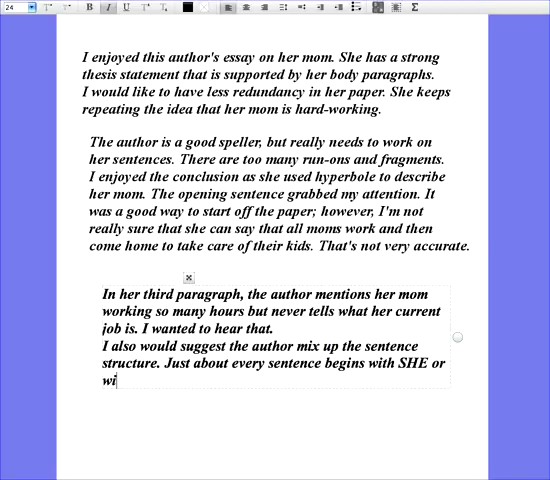 24
I enjoyed this author's essay on her mom. She has a strong
thesis statement that is supported by her body paragraphs.
I would like to have less redundancy in her paper. She keeps
repeating the idea that her mom is hard-working.
The author is a good speller, but really needs to work on
her sentences. There are too many run-ons and fragments.
I enjoyed the conclusion as she used hyperbole to describe
her mom. The opening sentence grabbed my attention. It
was a good way to start off the paper; however, I'm not
really sure that she can say that all moms work and then
come home to take care of their kids. That's not very accurate.
In her third paragraph, the author mentions her mom
working so many hours but never tells what her current
job is. I wanted to hear that.
I also would suggest the author mix up the sentence
structure. Just about every sentence begins with SHE or
wi